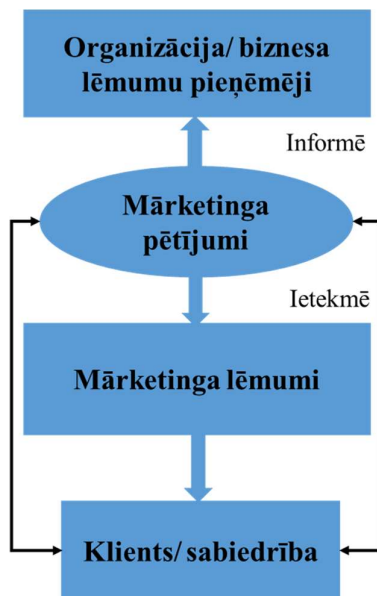 Organizācija/ biznesa
lēmumu pieņēmēji
Informē
Mārketinga
pētījumi
Ietekmē
Mārketinga lēmumi
Klients/ sabiedrība